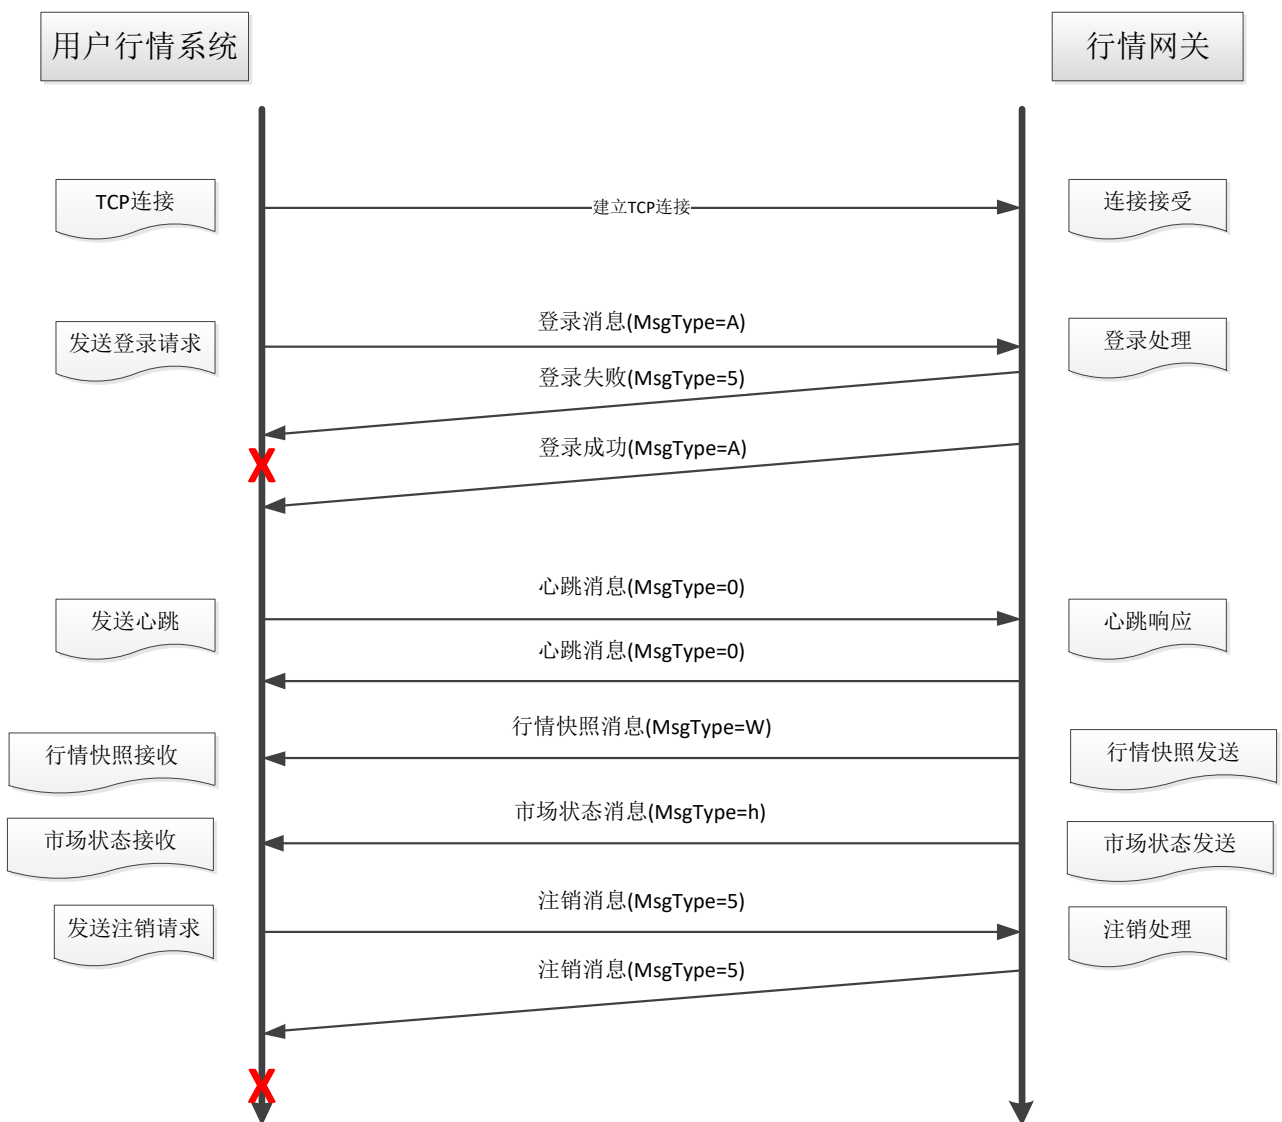 用户行情系统
行情网关
TCP连接
建立TCP连接
连接接受
登录消息(MsgType=A)
发送登录请求
登录处理
登录失败(MsgType=5)
登录成功(MsgType=A)
X
心跳消息(MsgType=0)
发送心跳
心跳响应
心跳消息(MsgType=0)
行情快照消息(MsgType=W)
行情快照接收
行情快照发送
市场状态消息(MsgType=h)
市场状态接收
市场状态发送
注销消息(MsgType=5)
发送注销请求
注销处理
注销消息(MsgType=5)
X